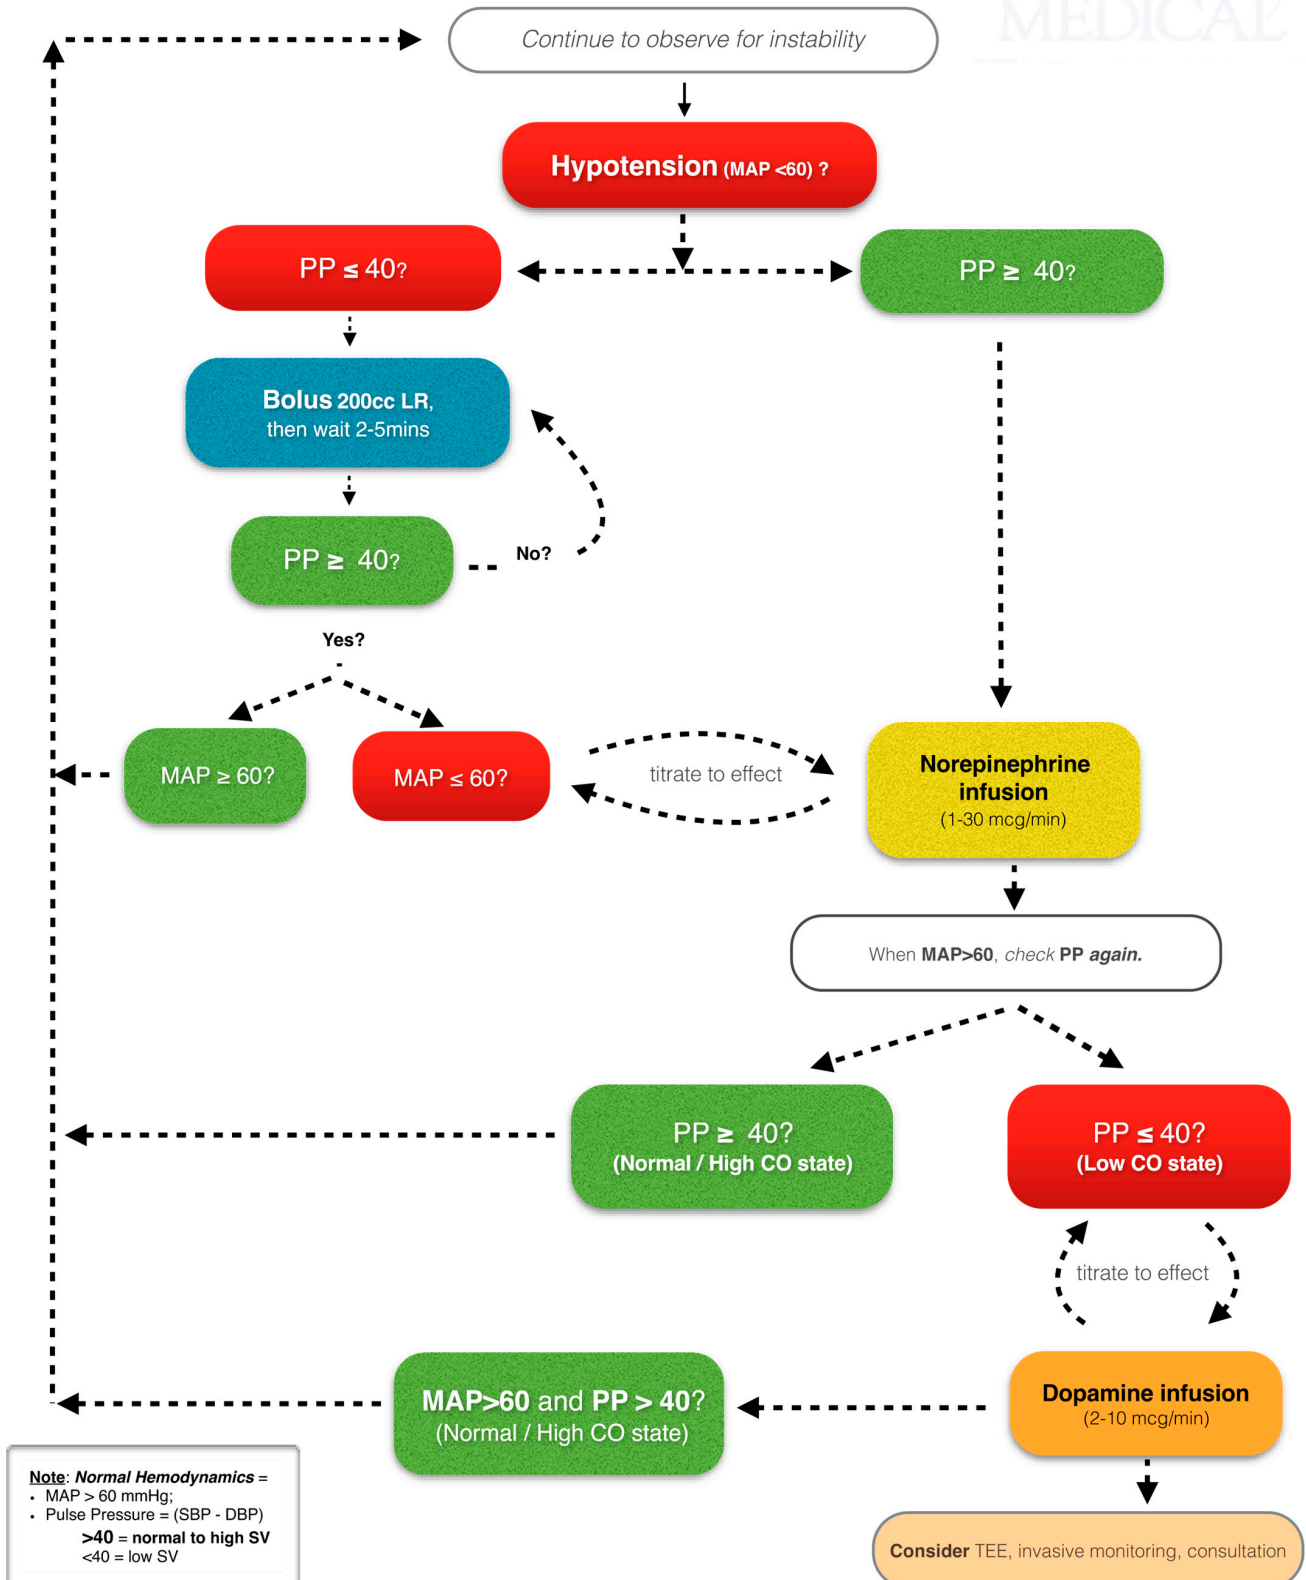 MEDICAL
Continue to observe for instability
Hypotension (MAP <60) ?
PP ≤ 40?
PP ≥ 40?
Bolus 200cc LR,
then wait 2-5mins
PP ≥ 40?
No?
Yes?
MAP ≥ 60?
MAP ≤ 60?
titrate to effect
Norepinephrine
infusion
(1-30 mcg/min)
When MAP>60, check PP again.
PP ≥ 40?
(Normal / High CO state)
PP ≤ 40?
(Low CO state)
titrate to effect
MAP>60 and PP > 40?
(Normal / High CO state)
Dopamine infusion
(2-10 mcg/min)
Note: Normal Hemodynamics =
• MAP > 60 mmHg;
• Pulse Pressure = (SBP - DBP)
>40 = normal to high SV
<40 = low SV
Consider TEE, invasive monitoring, consultation